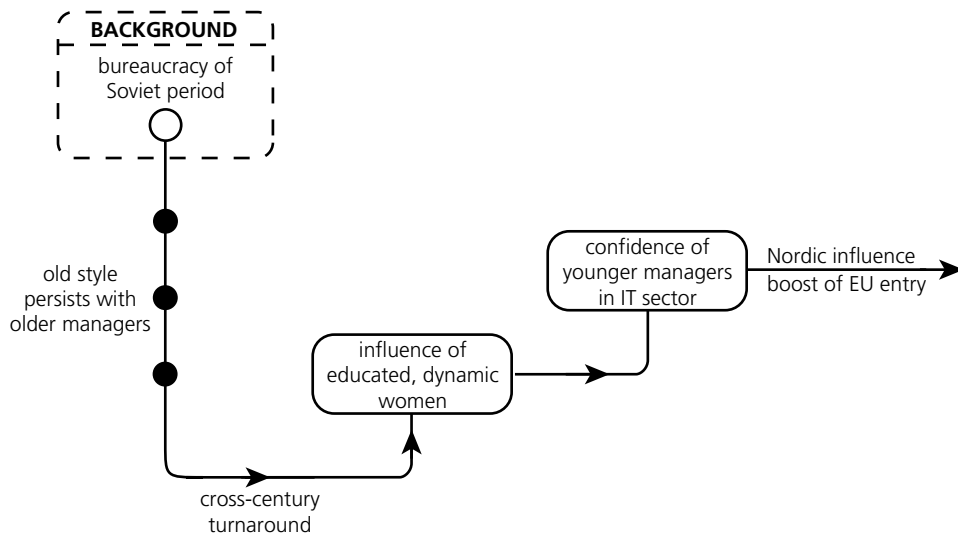 BACKGROUND
bureaucracy of
Soviet period
old style
persists with
older managers
cross-century
turnaround
influence of
educated, dynamic
women
confidence of
younger managers
in IT sector
Nordic influence
boost of EU entry